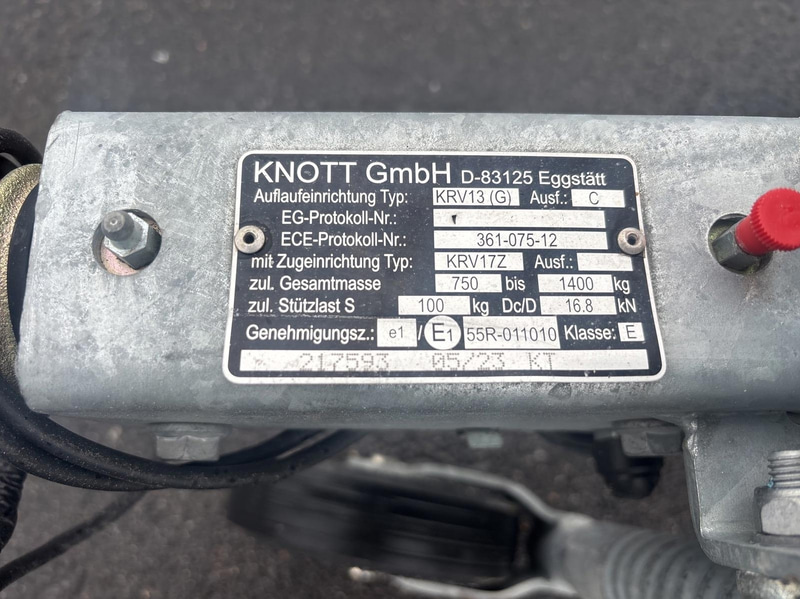 KNOTT GmbH D-83125 Eggstätt
Auflaufeinrichtung Typ: KRV13 (G) Ausf.: C
EG-Protokoll-Nr.:
ECE-Protokoll-Nr.: 361-075-12
mit Zugeinrichtung Typ: KRV17Z Ausf.:
zul. Gesamtmasse 750 bis 1400 kg
zul. Stützlast S 100 kg Dc/D 16.8 kN
Genehmigungsz.: e1 / E1 55R-011010 Klasse: E
217593 05/23 KT